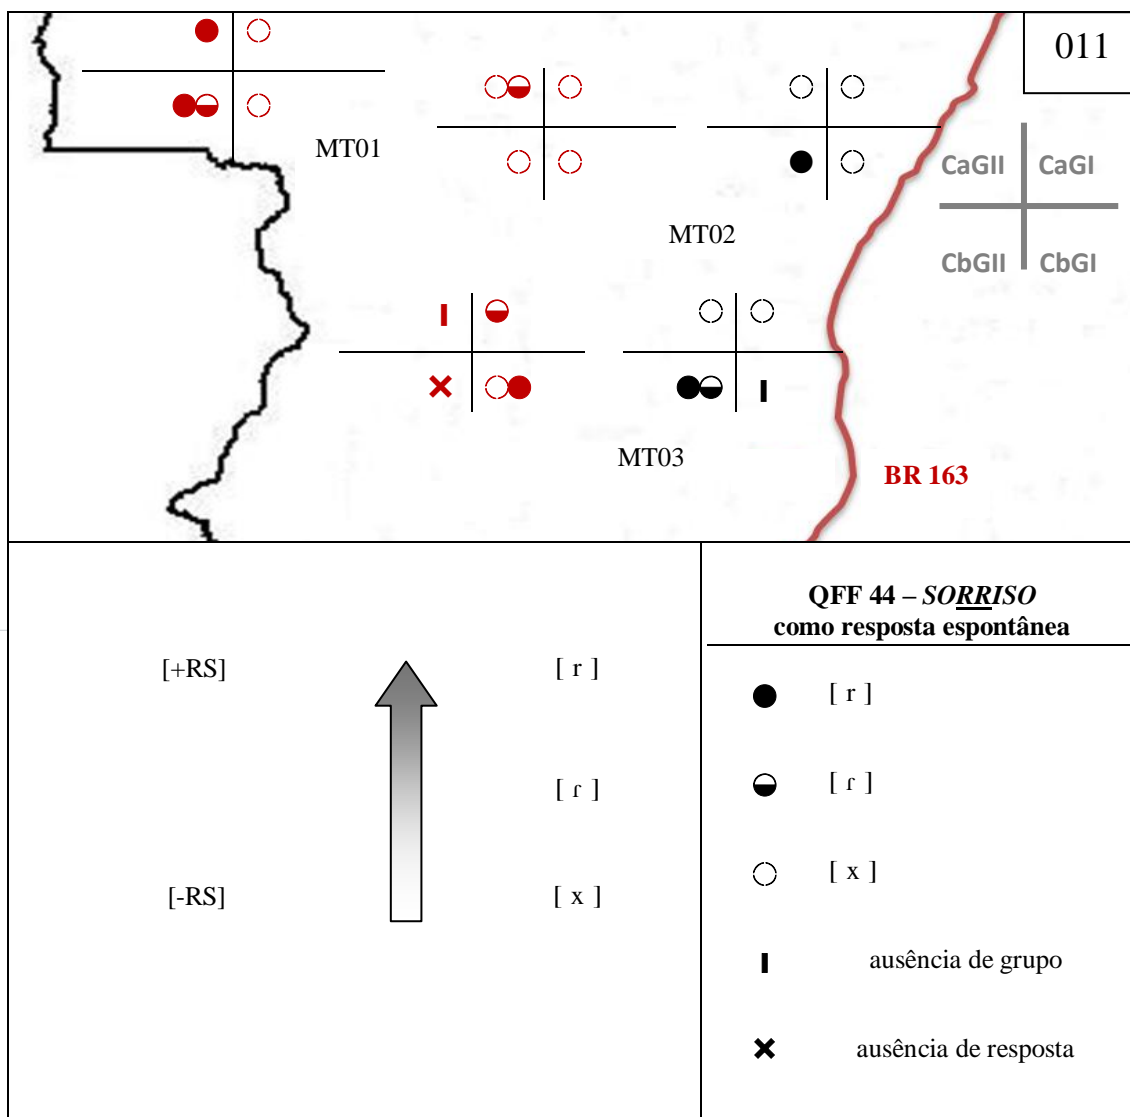 011
MT01
CaGII CaGI
MT02
CbGII CbGI
MT03
BR 163
QFF 44 – SORRISO
como resposta espontânea
[+RS] [ r ]
[ ɾ ]
[-RS] [ x ]
[ r ]
[ ɾ ]
[ x ]
ausência de grupo
ausência de resposta